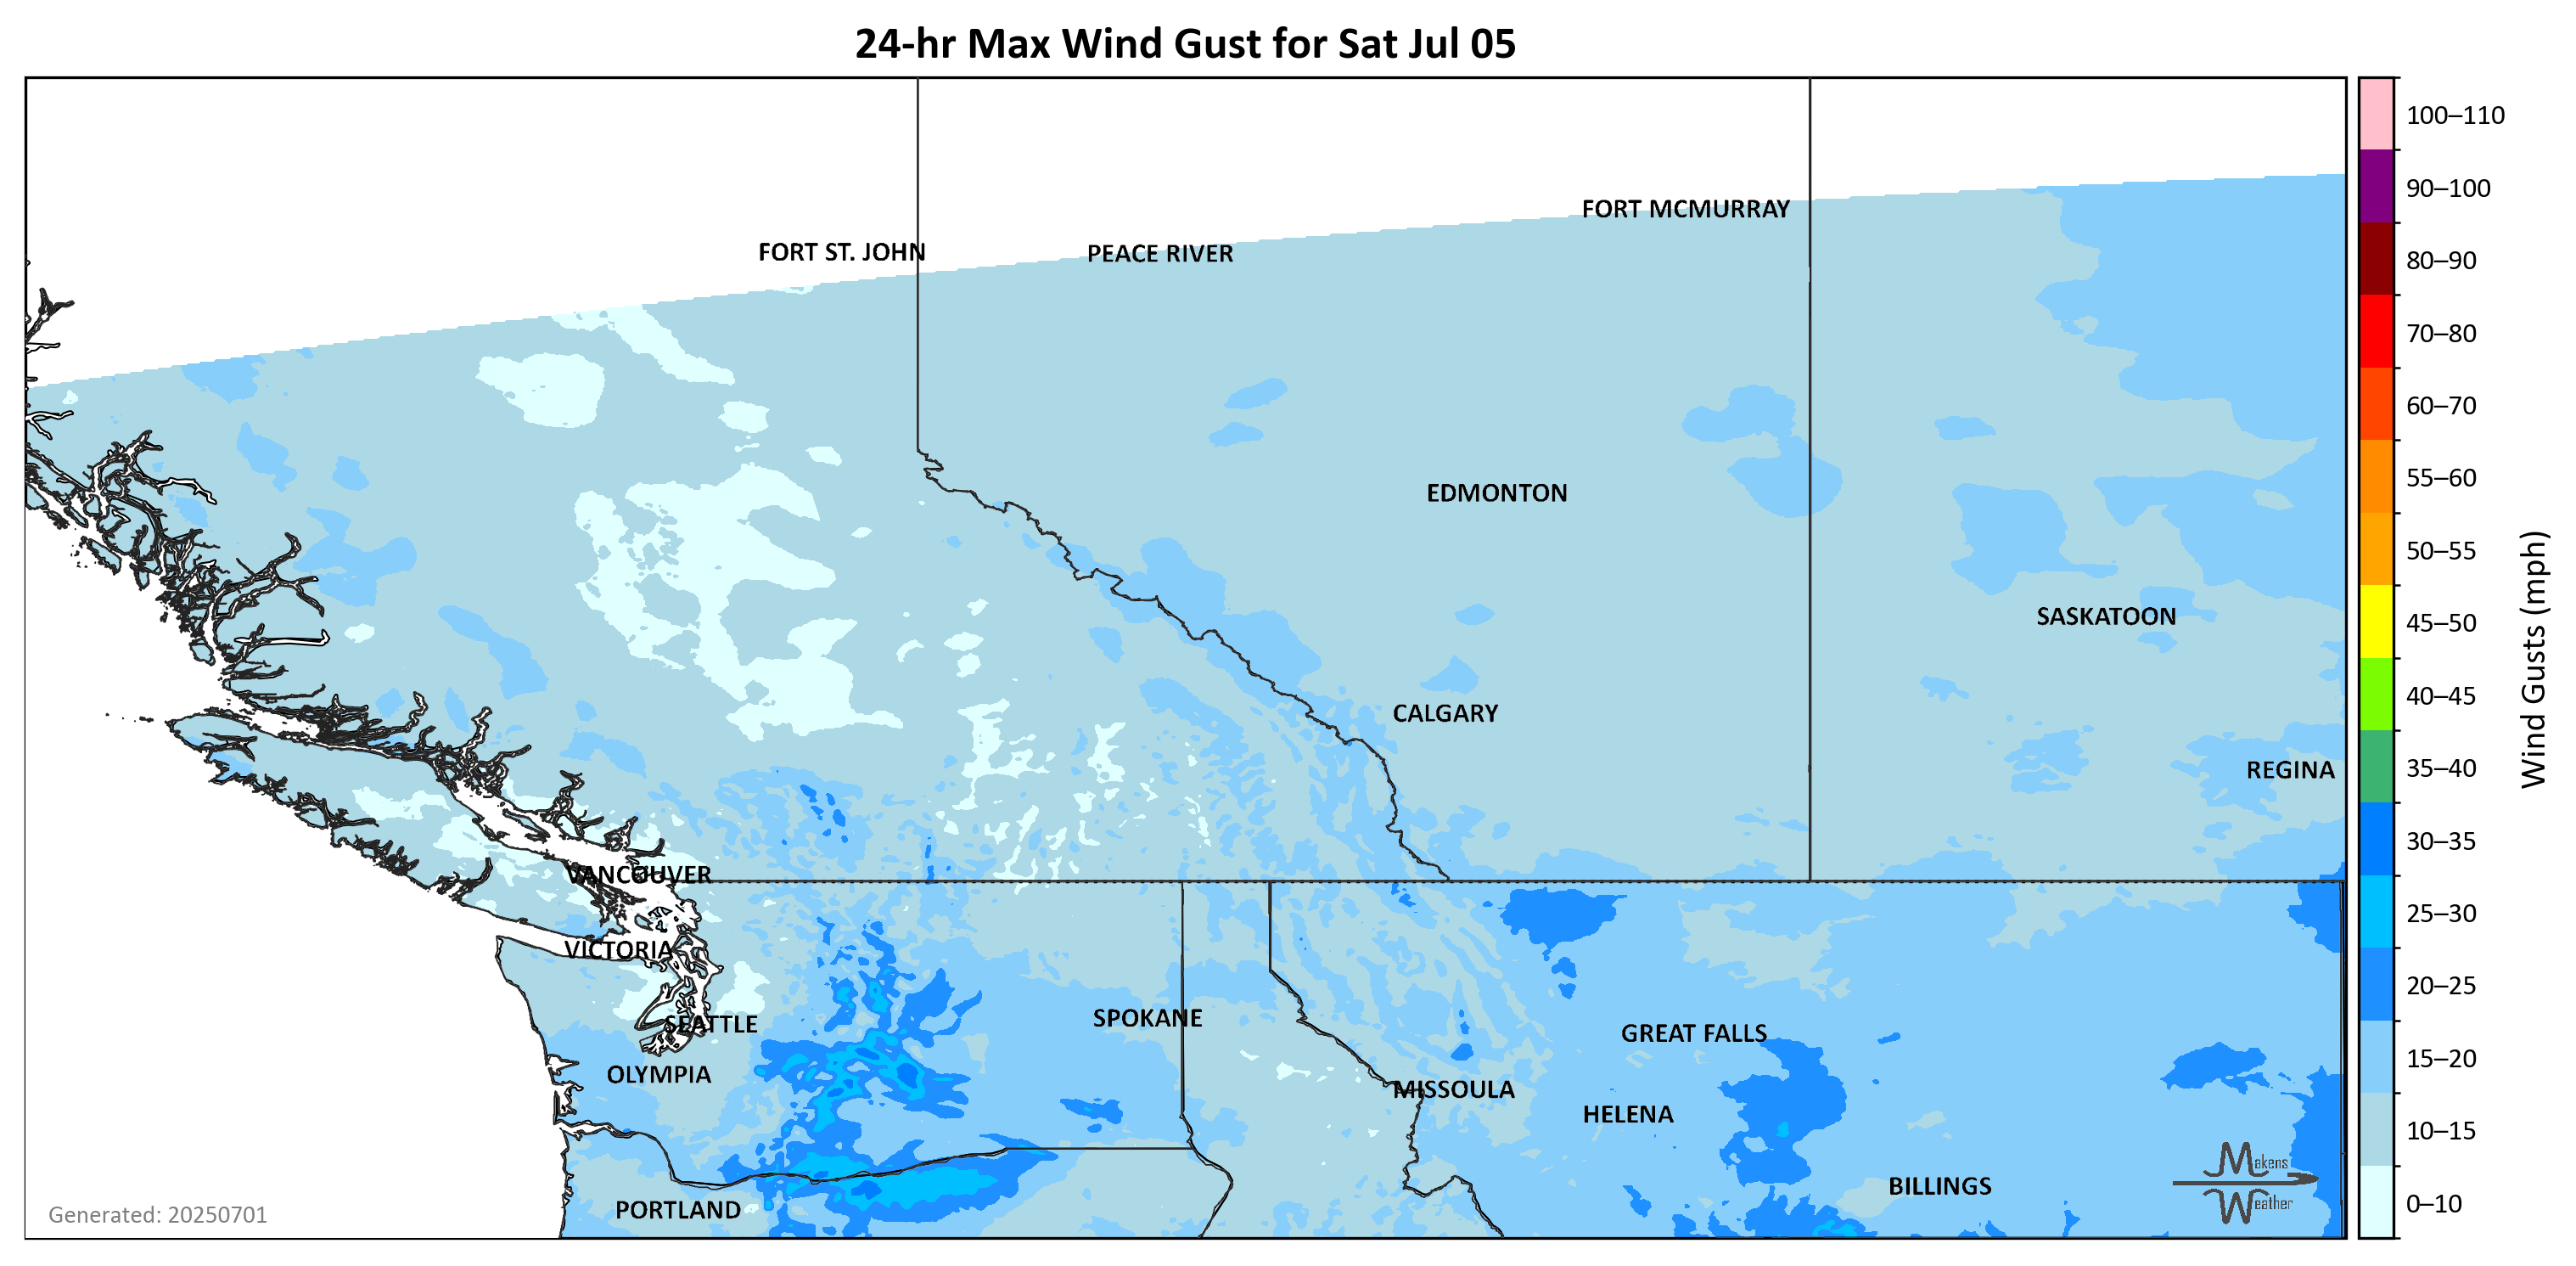 24-hr Max Wind Gust for Sat Jul 05
100–110
90–100
80–90
70–80
60–70
55–60
50–55
45–50
40–45
35–40
30–35
25–30
20–25
15–20
10–15
0–10
Wind Gusts (mph)
FORT MCMURRAY
FORT ST. JOHN
PEACE RIVER
EDMONTON
SASKATOON
CALGARY
REGINA
VANCOUVER
VICTORIA
SEATTLE
SPOKANE
GREAT FALLS
OLYMPIA
MISSOULA
HELENA
BILLINGS
PORTLAND
Makens
Weather
Generated: 20250701